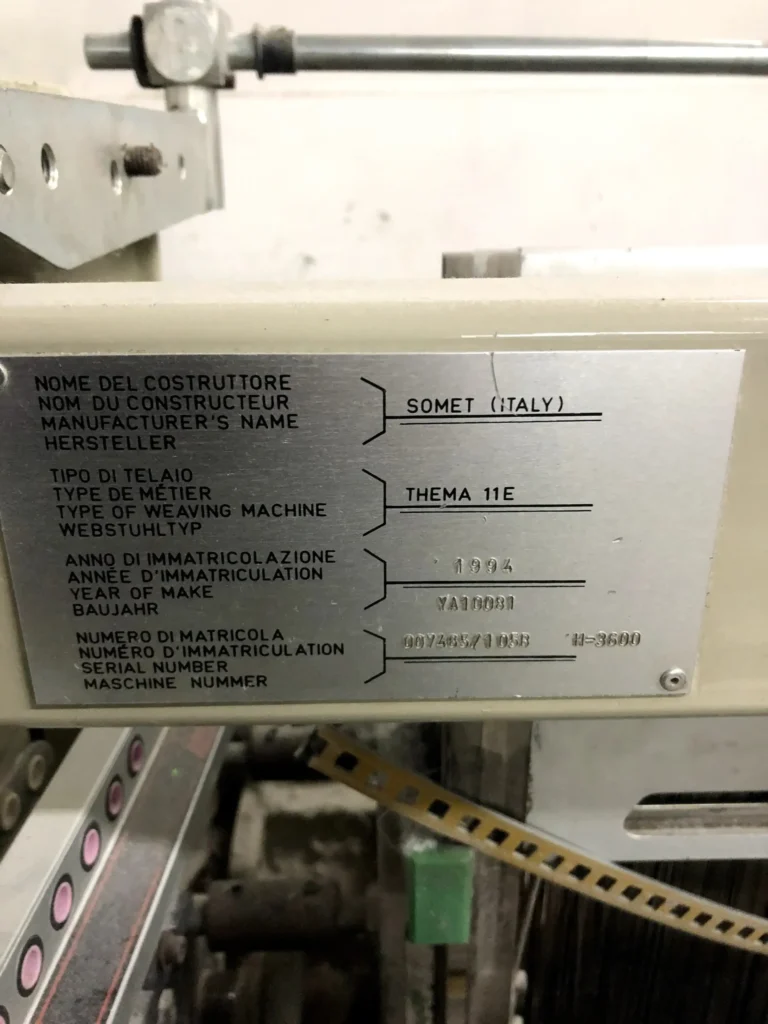 NOME DEL COSTRUTTORE
NOM DU CONSTRUCTEUR
MANUFACTURER'S NAME
HERSTELLER
SOMET (ITALY)
TIPO DI TELAIO
TYPE DE MÉTIER
TYPE OF WEAVING MACHINE
WEBSTUHLTYP
THEMA 11E
ANNO DI IMMATRICOLAZIONE
ANNÉE D'IMMATRICULATION
YEAR OF MAKE
BAUJAHR
1994
YA10081
NUMERO DI MATRICOLA
NUMÉRO D'IMMATRICULATION
SERIAL NUMBER
MASCHINE NUMMER
H=3600